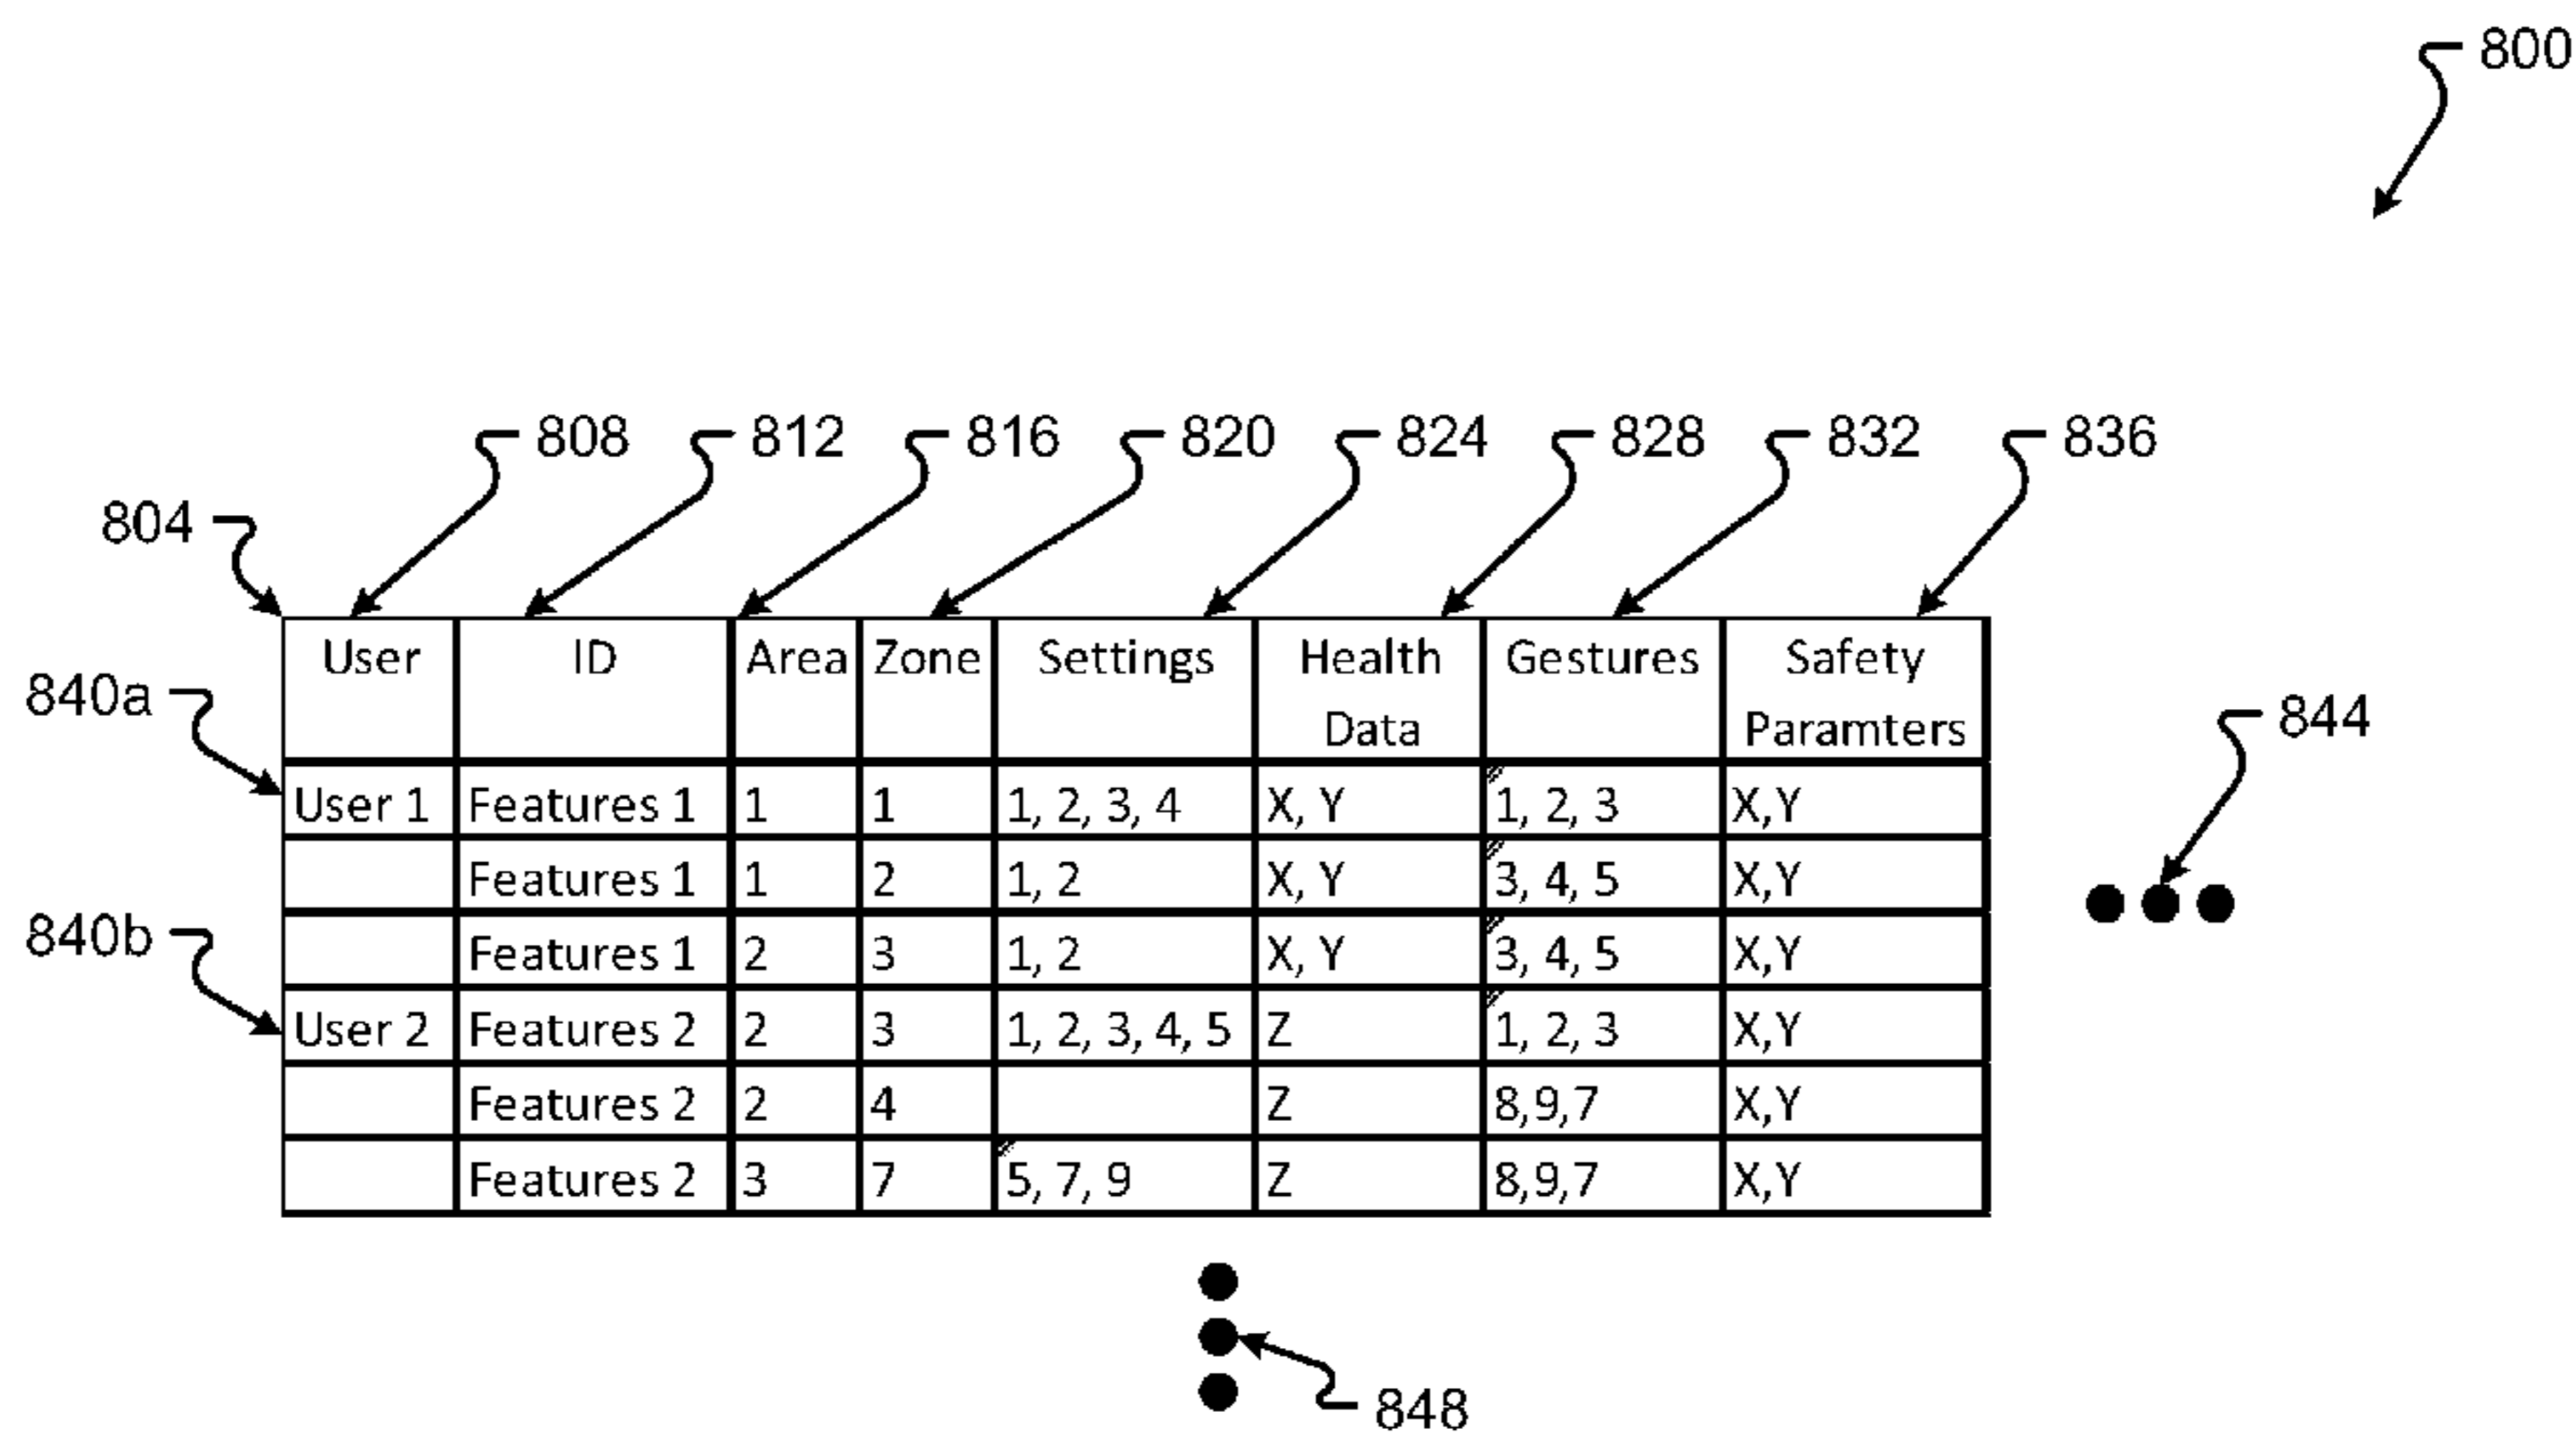 800
808 812 816 820 824 828 832 836
804
User ID Area Zone Settings Health Gestures Safety
840a
Data Paramters
844
User 1 Features 1 1 1 1, 2, 3, 4 X, Y 1, 2, 3 X,Y
Features 1 1 2 1, 2 X, Y 3, 4, 5 X,Y
840b
Features 1 2 3 1, 2 X, Y 3, 4, 5 X,Y
User 2 Features 2 2 3 1, 2, 3, 4, 5 Z 1, 2, 3 X,Y
Features 2 2 4 Z 8,9,7 X,Y
Features 2 3 7 5, 7, 9 Z 8,9,7 X,Y
848